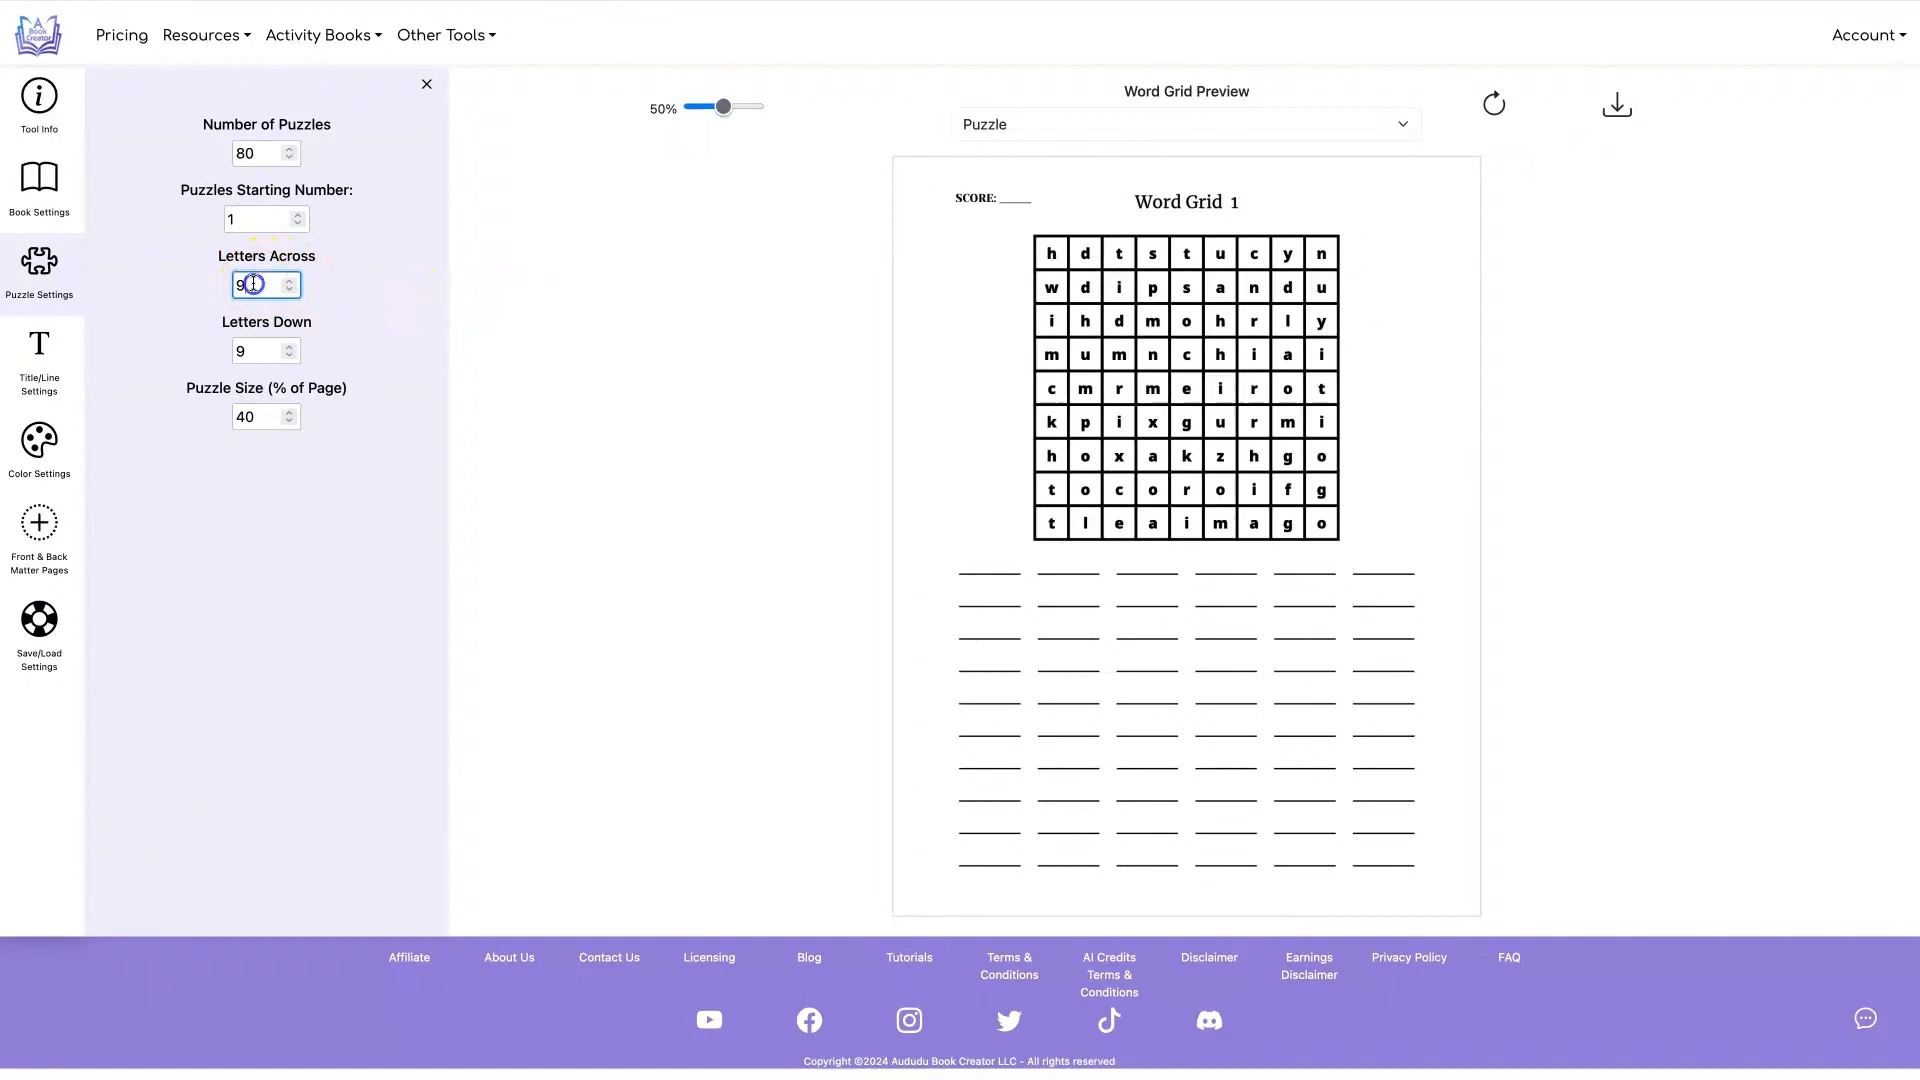 A
Book
Creator
Pricing
Resources
Activity Books
Other Tools
Account
Tool Info
Book Settings
Puzzle Settings
Title/Line
Settings
Color Settings
Front & Back
Matter Pages
Save/Load
Settings
Number of Puzzles
80
Puzzles Starting Number:
1
Letters Across
9
Letters Down
9
Puzzle Size (% of Page)
40
50%
Word Grid Preview
Puzzle
SCORE: _____
Word Grid 1
h d t s t u c y n
w d i p s a n d u
i h d m o h r l y
m u m n c h i a i
c m r m e i r o t
k p i x g u r m i
h o x a k z h g o
t o c o r o i f g
t l e a i m a g o
Affiliate
About Us
Contact Us
Licensing
Blog
Tutorials
Terms &
Conditions
AI Credits
Terms &
Conditions
Disclaimer
Earnings
Disclaimer
Privacy Policy
FAQ
Copyright ©2024 Aududu Book Creator LLC - All rights reserved